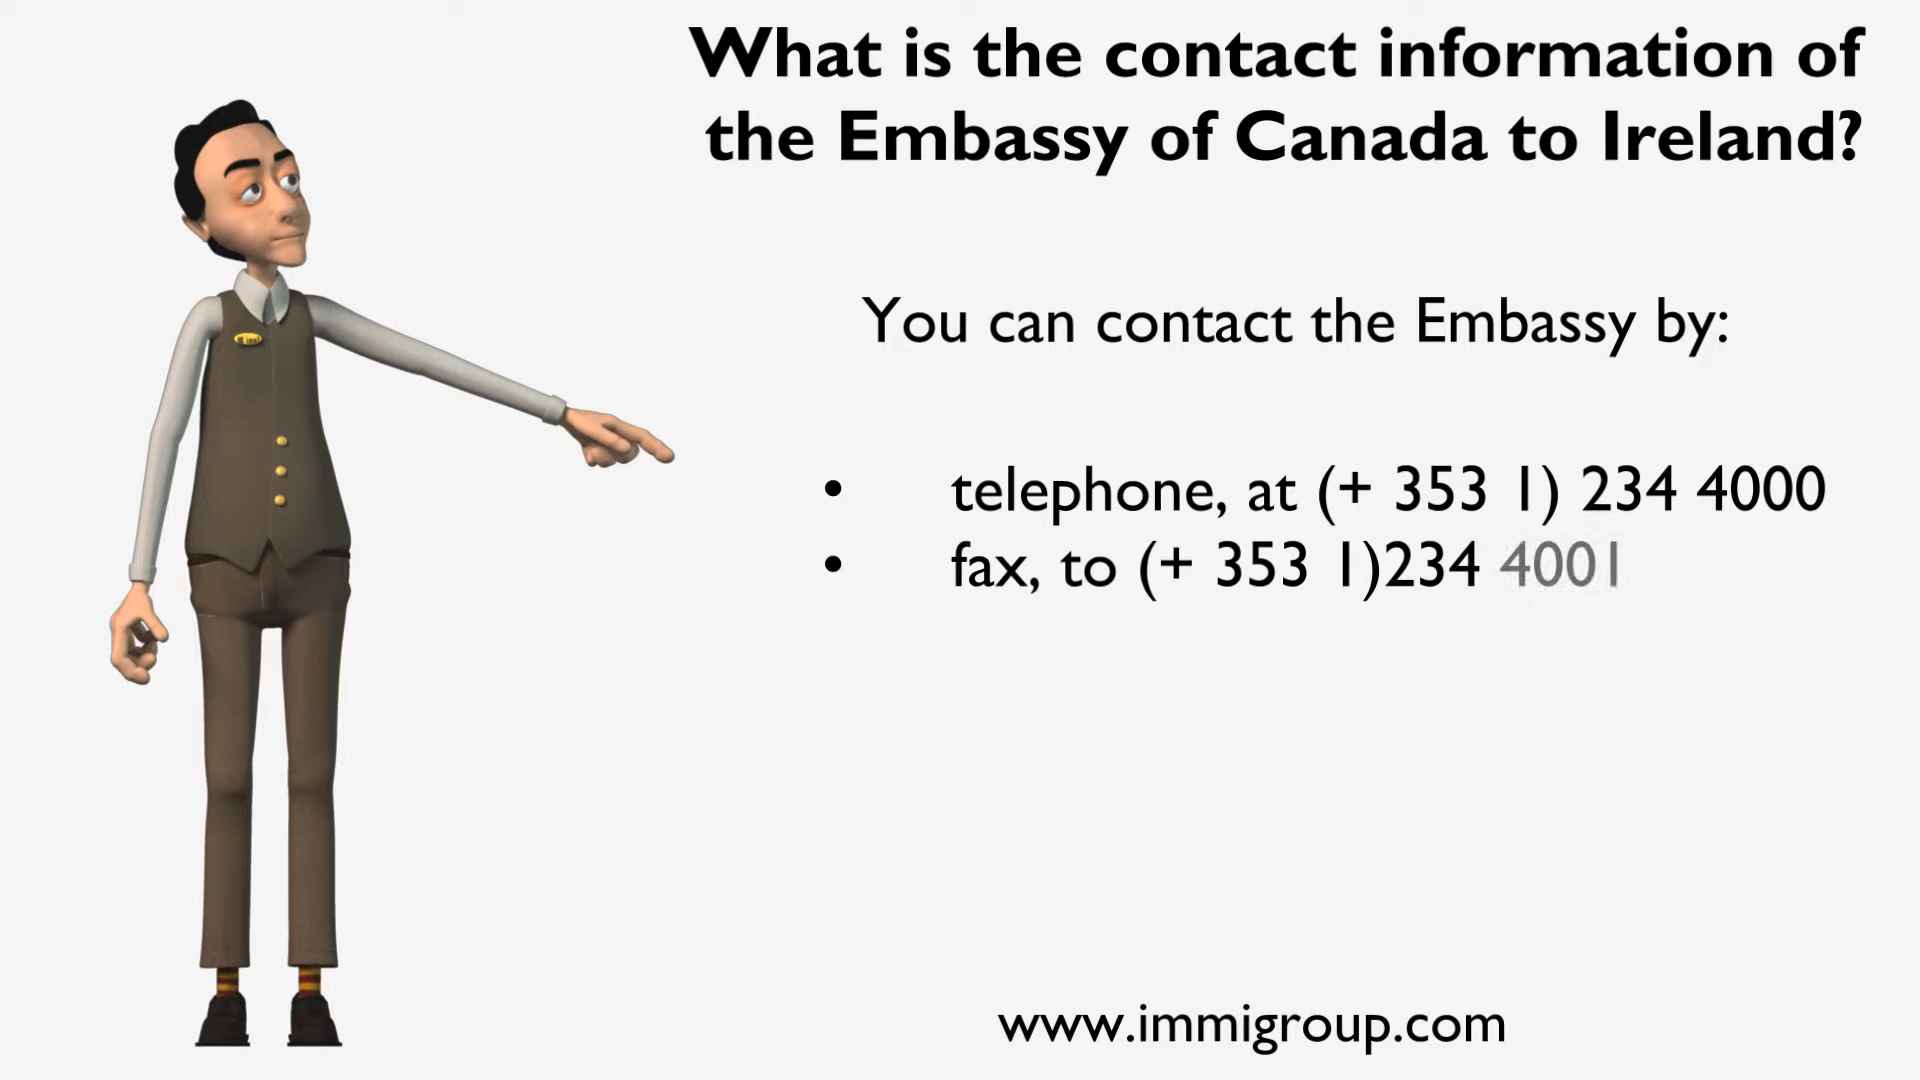 What is the contact information of
the Embassy of Canada to Ireland?
You can contact the Embassy by:
• telephone, at (+ 353 1) 234 4000
• fax, to (+ 353 1)234 4001
www.immigroup.com